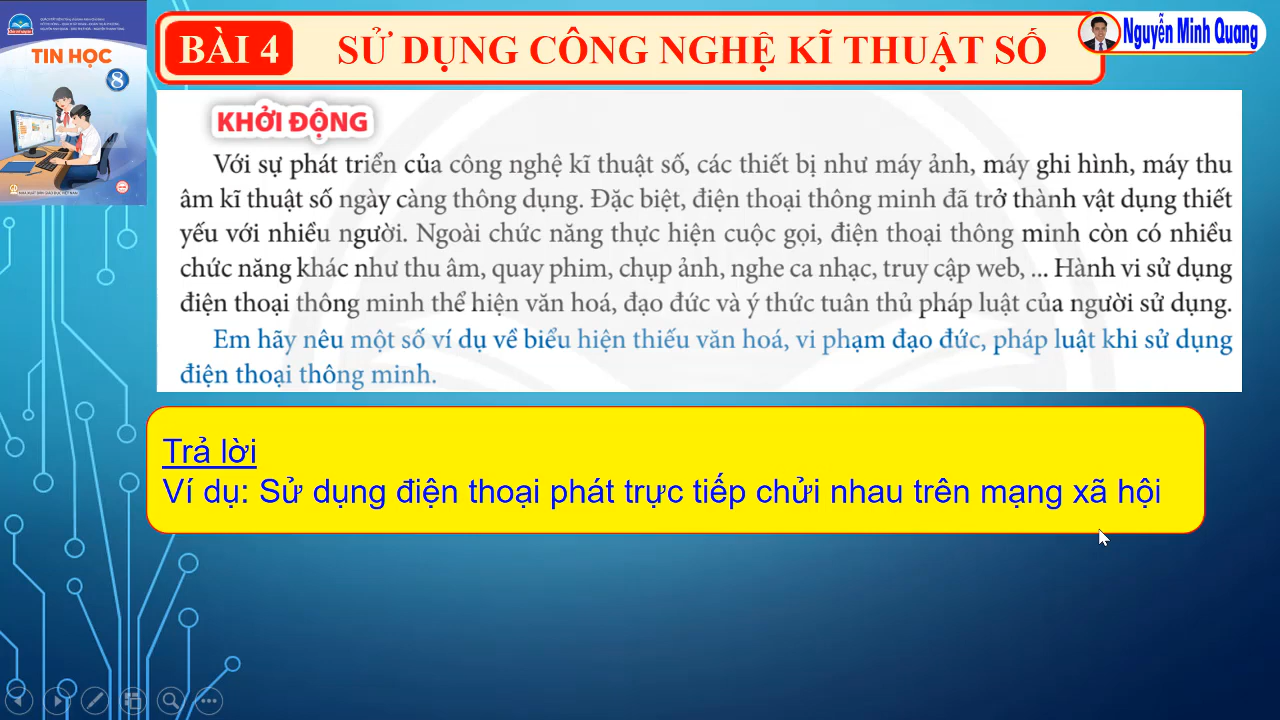 TIN HỌC
8
BÀI 4
SỬ DỤNG CÔNG NGHỆ KĨ THUẬT SỐ
Nguyễn Minh Quang
KHỞI ĐỘNG
Với sự phát triển của công nghệ kĩ thuật số, các thiết bị như máy ảnh, máy ghi hình, máy thu
âm kĩ thuật số ngày càng thông dụng. Đặc biệt, điện thoại thông minh đã trở thành vật dụng thiết
yếu với nhiều người. Ngoài chức năng thực hiện cuộc gọi, điện thoại thông minh còn có nhiều
chức năng khác như thu âm, quay phim, chụp ảnh, nghe ca nhạc, truy cập web, ... Hành vi sử dụng
điện thoại thông minh thể hiện văn hoá, đạo đức và ý thức tuân thủ pháp luật của người sử dụng.
Em hãy nêu một số ví dụ về biểu hiện thiếu văn hoá, vi phạm đạo đức, pháp luật khi sử dụng
điện thoại thông minh.
Trả lời
Ví dụ: Sử dụng điện thoại phát trực tiếp chửi nhau trên mạng xã hội